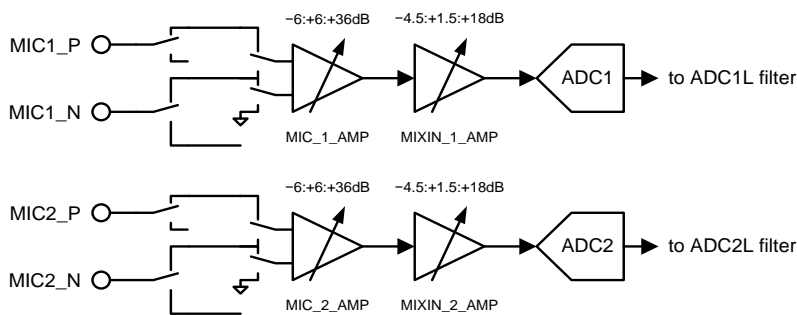 −6:+6:+36dB
−4.5:+1.5:+18dB
MIC1_P
ADC1
to ADC1L filter
MIC1_N
MIC_1_AMP
MIXIN_1_AMP
−6:+6:+36dB
−4.5:+1.5:+18dB
MIC2_P
ADC2
to ADC2L filter
MIC2_N
MIC_2_AMP
MIXIN_2_AMP